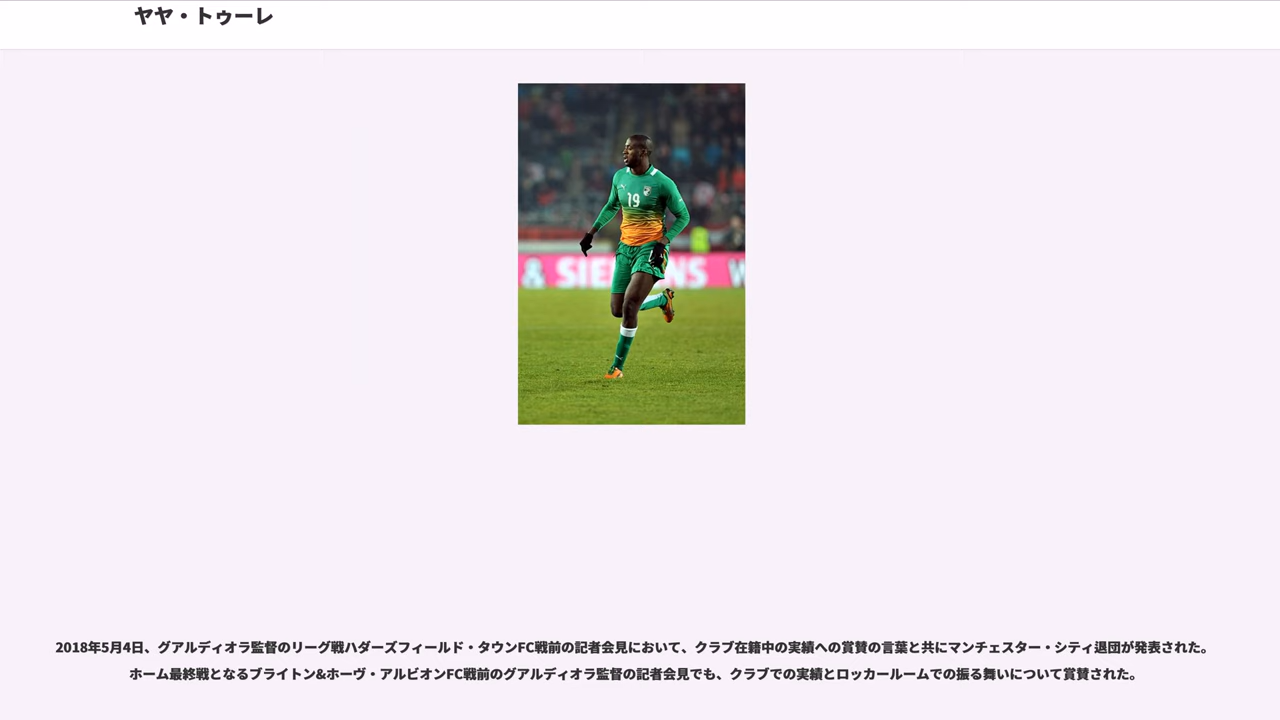 ヤヤ・トゥーレ
19
SIEMENS
2018年5月4日、グアルディオラ監督のリーグ戦ハダーズフィールド・タウンFC戦前の記者会見において、クラブ在籍中の実績への賞賛の言葉と共にマンチェスター・シティ退団が発表された。
ホーム最終戦となるブライトン&ホーヴ・アルビオンFC戦前のグアルディオラ監督の記者会見でも、クラブでの実績とロッカールームでの振る舞いについて賞賛された。